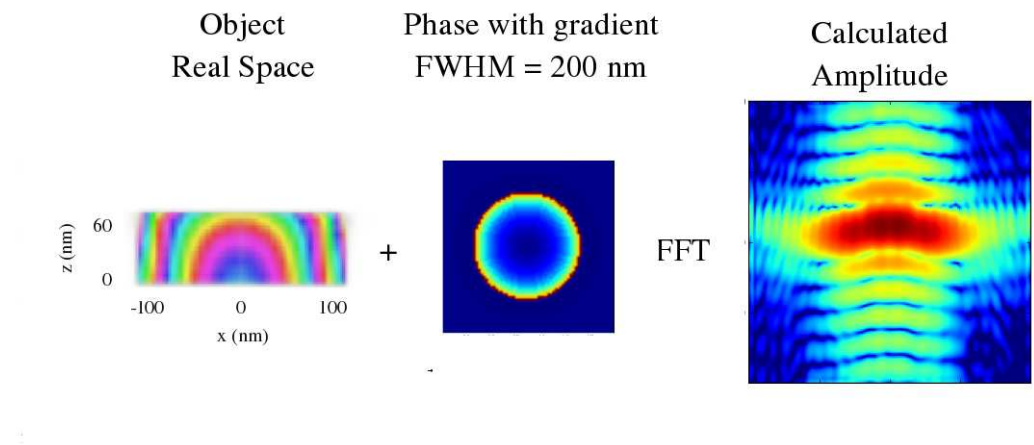 Object
Real Space
Phase with gradient
FWHM = 200 nm
Calculated
Amplitude
z (nm)
60
0
-100 0 100
x (nm)
+
FFT